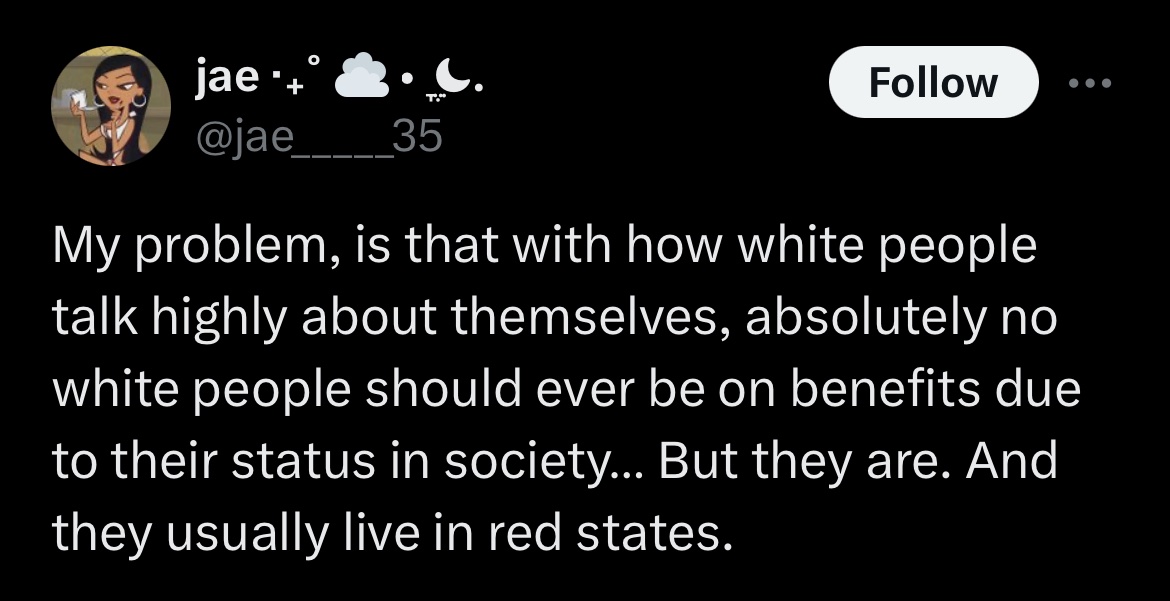 jae ‧₊˚ ☁️ • ̤̮☾.
Follow
@jae_____35
My problem, is that with how white people
talk highly about themselves, absolutely no
white people should ever be on benefits due
to their status in society... But they are. And
they usually live in red states.